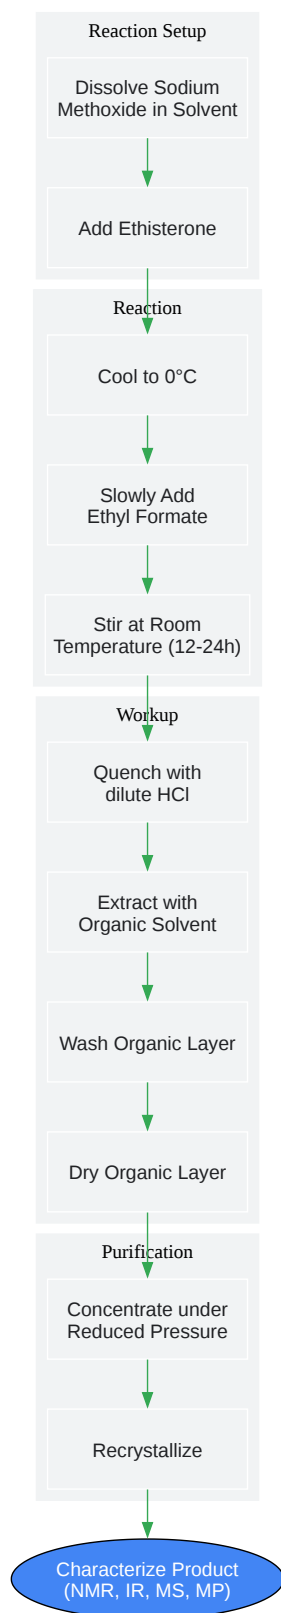 Reaction Setup
Dissolve Sodium
Methoxide in Solvent
Add Ethisterone
Reaction
Cool to 0°C
Slowly Add
Ethyl Formate
Stir at Room
Temperature (12-24h)
Workup
Quench with
dilute HCl
Extract with
Organic Solvent
Wash Organic Layer
Dry Organic Layer
Purification
Concentrate under
Reduced Pressure
Recrystallize
Characterize Product
(NMR, IR, MS, MP)